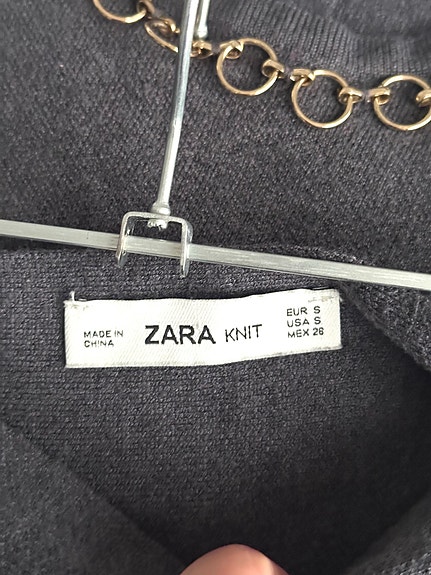 MADE IN
CHINA
ZARA KNIT
EUR S
USA S
MEX 26